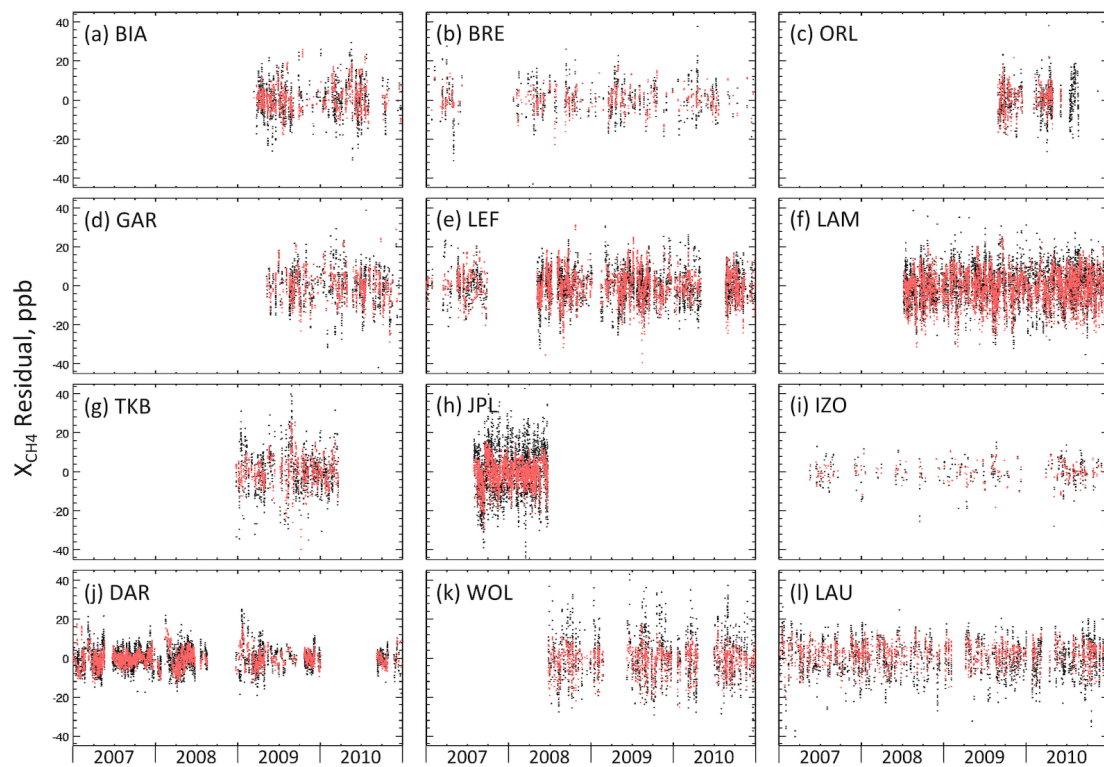 (a) BIA
(b) BRE
(c) ORL
40
20
0
-20
-40
(d) GAR
(e) LEF
(f) LAM
40
20
0
-20
-40
X_CH4 Residual, ppb
(g) TKB
(h) JPL
(i) IZO
40
20
0
-20
-40
(j) DAR
(k) WOL
(l) LAU
40
20
0
-20
-40
2007 2008 2009 2010 2007 2008 2009 2010 2007 2008 2009 2010